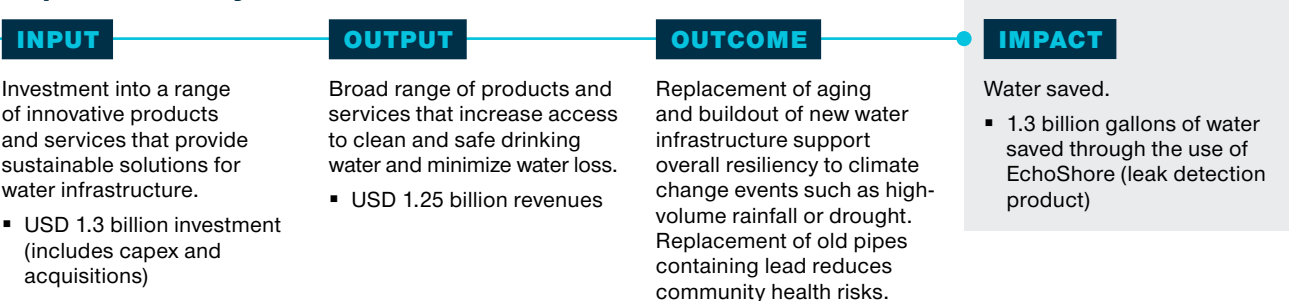 INPUT
Investment into a range
of innovative products
and services that provide
sustainable solutions for
water infrastructure.
▪ USD 1.3 billion investment
(includes capex and
acquisitions)
OUTPUT
Broad range of products and
services that increase access
to clean and safe drinking
water and minimize water loss.
▪ USD 1.25 billion revenues
OUTCOME
Replacement of aging
and buildout of new water
infrastructure support
overall resiliency to climate
change events such as high-
volume rainfall or drought.
Replacement of old pipes
containing lead reduces
community health risks.
IMPACT
Water saved.
▪ 1.3 billion gallons of water
saved through the use of
EchoShore (leak detection
product)